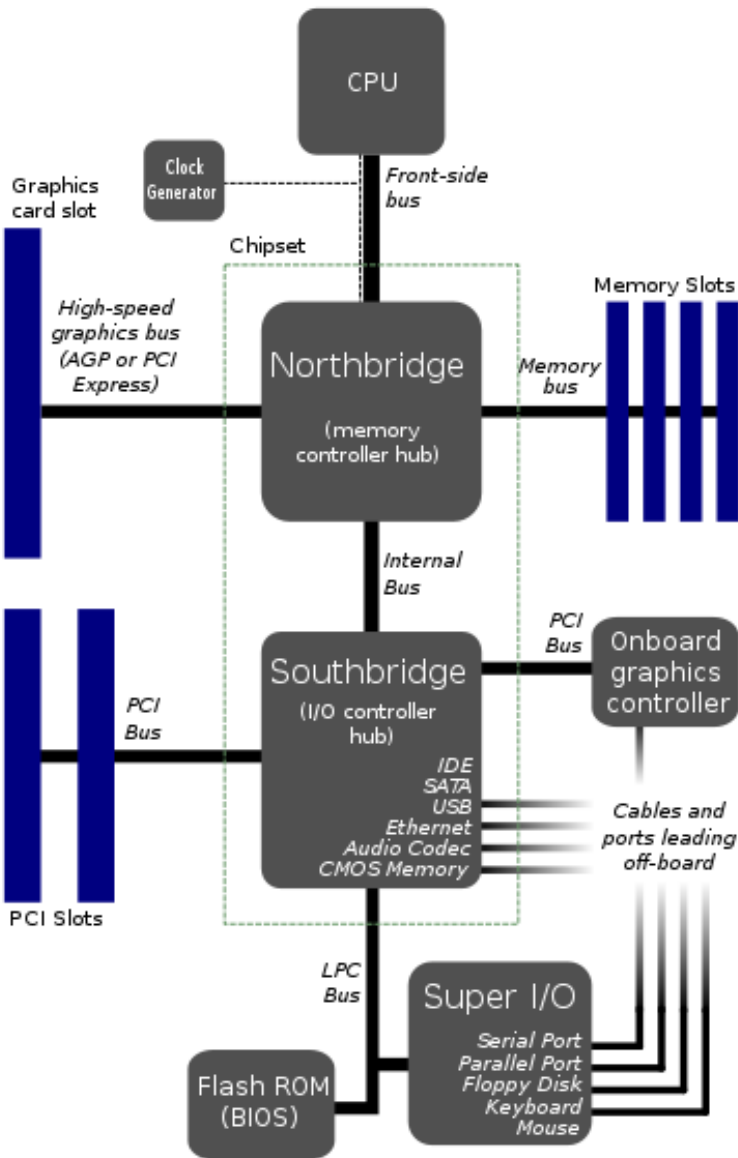 CPU
Clock
Generator
Front-side
bus
Graphics
card slot
Chipset
High-speed
graphics bus
(AGP or PCI
Express)
Northbridge
(memory
controller hub)
Memory
bus
Memory Slots
Internal
Bus
PCI
Bus
Southbridge
(I/O controller
hub)
IDE
SATA
USB
Ethernet
Audio Codec
CMOS Memory
PCI
Bus
Onboard
graphics
controller
Cables and
ports leading
off-board
PCI Slots
LPC
Bus
Super I/O
Serial Port
Parallel Port
Floppy Disk
Keyboard
Mouse
Flash ROM
(BIOS)